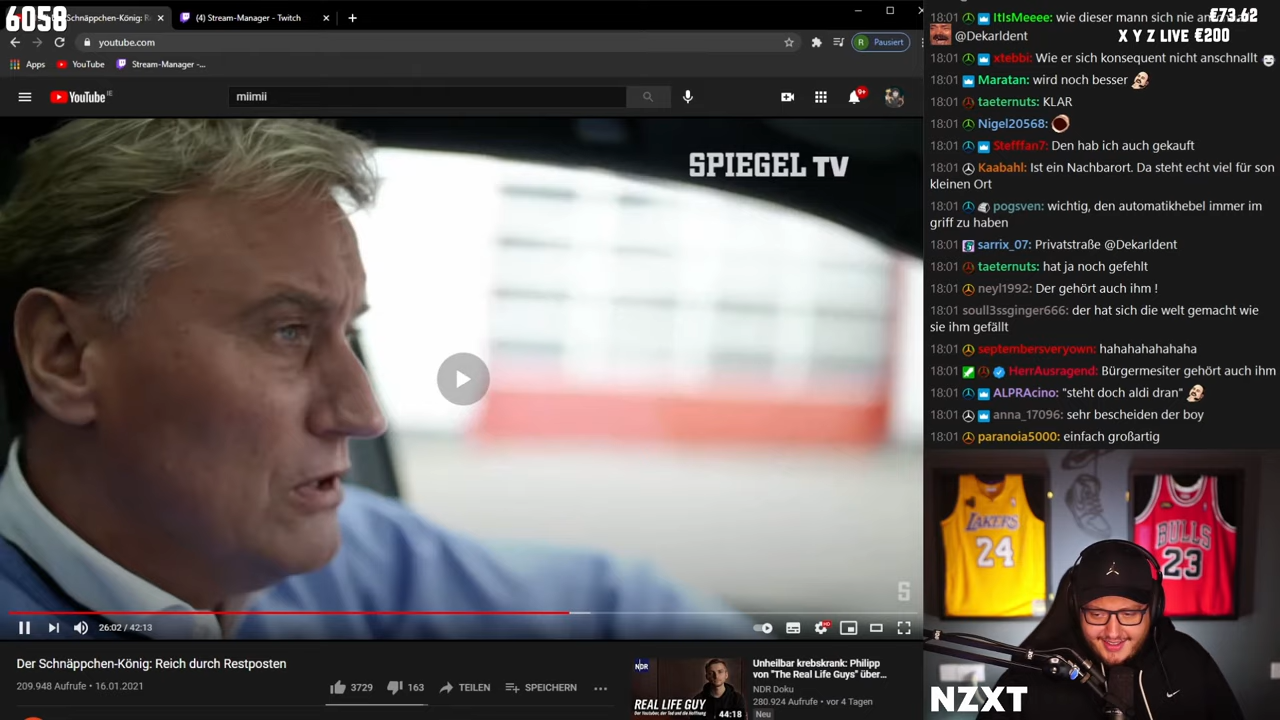 6058
Schnäppchen-König: R
(4) Stream-Manager - Twitch
youtube.com
Pausiert
Apps
YouTube
Stream-Manager -...
YouTube IE
miimii
9+
SPIEGEL TV
S
26:02 / 42:13
HD
Der Schnäppchen-König: Reich durch Restposten
209.948 Aufrufe • 16.01.2021
3729
163
TEILEN
SPEICHERN
NDR
REAL LIFE GUY
44:18
Unheilbar krebskrank: Philipp
von "The Real Life Guys" über...
NDR Doku
280.924 Aufrufe • vor 4 Tagen
Neu
€73.62
X Y Z LIVE €200
18:01 ItIsMeeee: wie dieser mann sich nie
@Dekarldent
18:01 xtebbi: Wie er sich konsequent nicht anschnallt
18:01 Maratan: wird noch besser
18:01 taeternuts: KLAR
18:01 Nigel20568:
18:01 Stefffan7: Den hab ich auch gekauft
18:01 Kaabahl: Ist ein Nachbarort. Da steht echt viel für son
kleinen Ort
18:01 pogsven: wichtig, den automatikhebel immer im
griff zu haben
18:01 sarrix_07: Privatstraße @Dekarldent
18:01 taeternuts: hat ja noch gefehlt
18:01 neyl1992: Der gehört auch ihm !
18:01 soull3ssginger666: der hat sich die welt gemacht wie
sie ihm gefällt
18:01 septembersveryown: hahahahahaha
18:01 HerrAusragend: Bürgermesiter gehört auch ihm
18:01 ALPRAcino: "steht doch aldi dran"
18:01 anna_17096: sehr bescheiden der boy
18:01 paranoia5000: einfach großartig
LAKERS
24
BULLS
23
NZXT